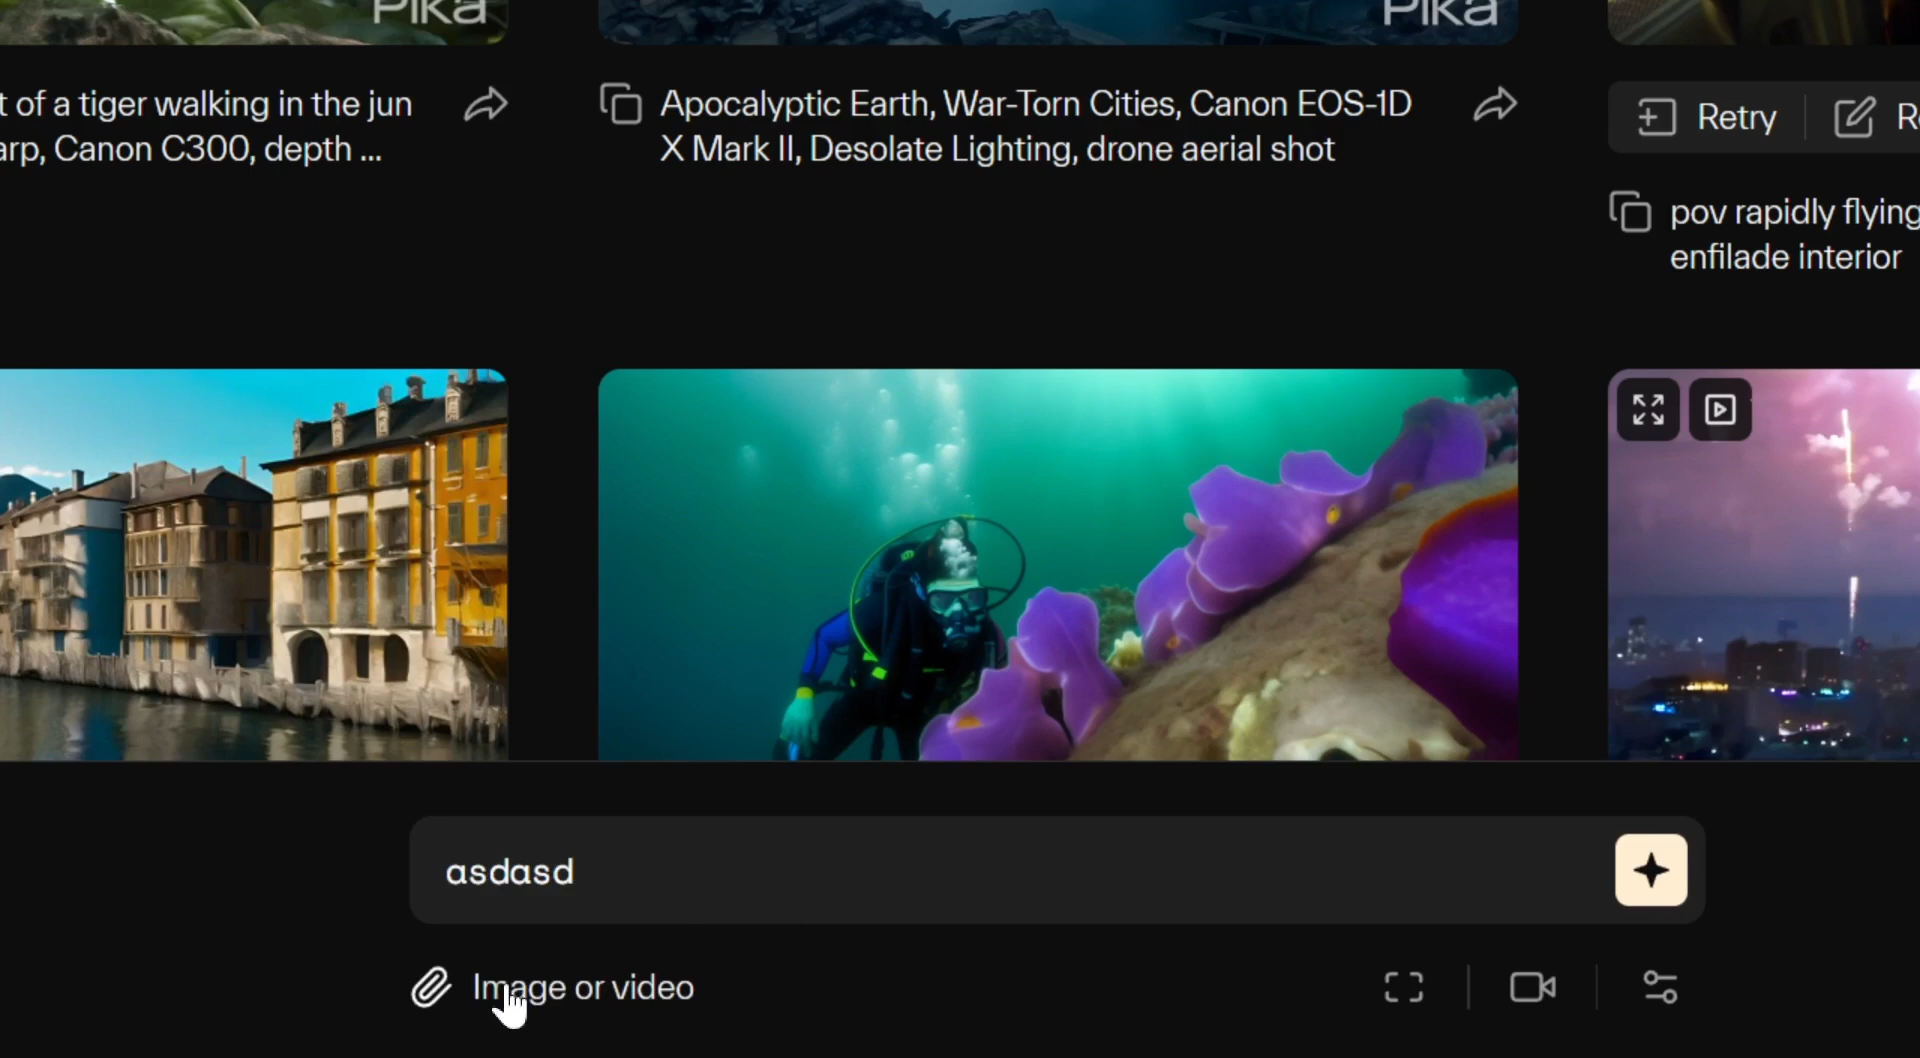 Pika
Pika
t of a tiger walking in the jun
arp, Canon C300, depth ...
Apocalyptic Earth, War-Torn Cities, Canon EOS-1D
X Mark II, Desolate Lighting, drone aerial shot
Retry
R
pov rapidly flying
enfilade interior
asdasd
Image or video